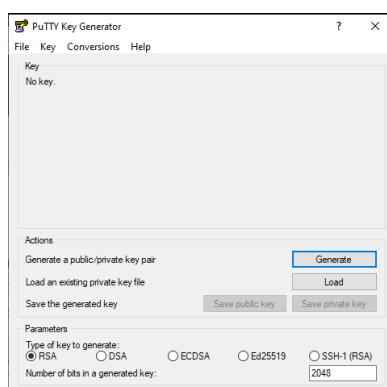 PuTTY Key Generator ? ×
File Key Conversions Help
Key
No key.
Actions
Generate a public/private key pair Generate
Load an existing private key file Load
Save the generated key Save public key Save private key
Parameters
Type of key to generate:
RSA DSA ECDSA Ed25519 SSH-1 (RSA)
Number of bits in a generated key: 2048